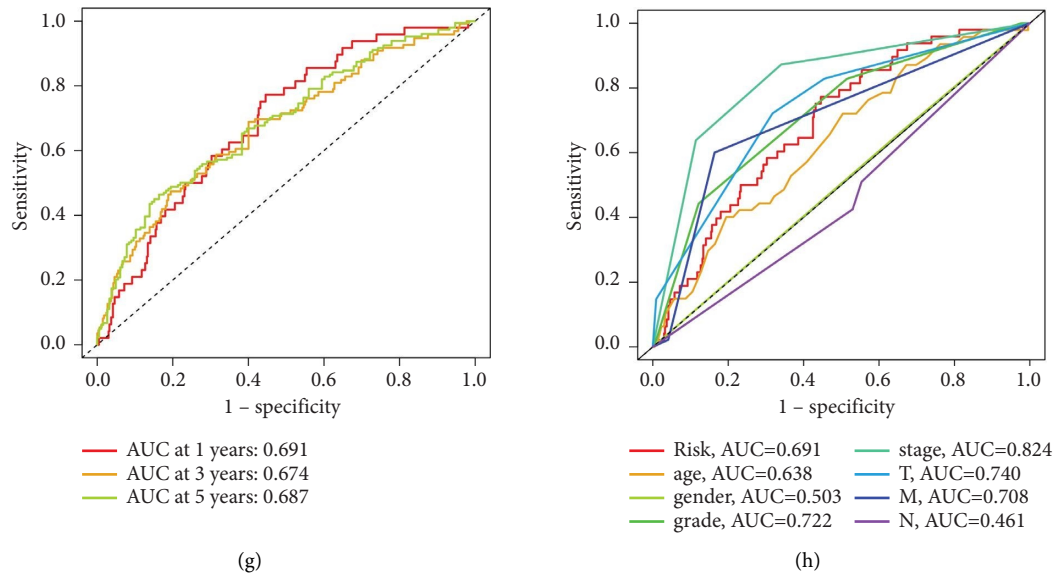 1.0
0.8
0.6
0.4
0.2
0.0
Sensitivity
0.0 0.2 0.4 0.6 0.8 1.0
1 – specificity
AUC at 1 years: 0.691
AUC at 3 years: 0.674
AUC at 5 years: 0.687
(g)
1.0
0.8
0.6
0.4
0.2
0.0
Sensitivity
0.0 0.2 0.4 0.6 0.8 1.0
1 – specificity
Risk, AUC=0.691
age, AUC=0.638
gender, AUC=0.503
grade, AUC=0.722
stage, AUC=0.824
T, AUC=0.740
M, AUC=0.708
N, AUC=0.461
(h)